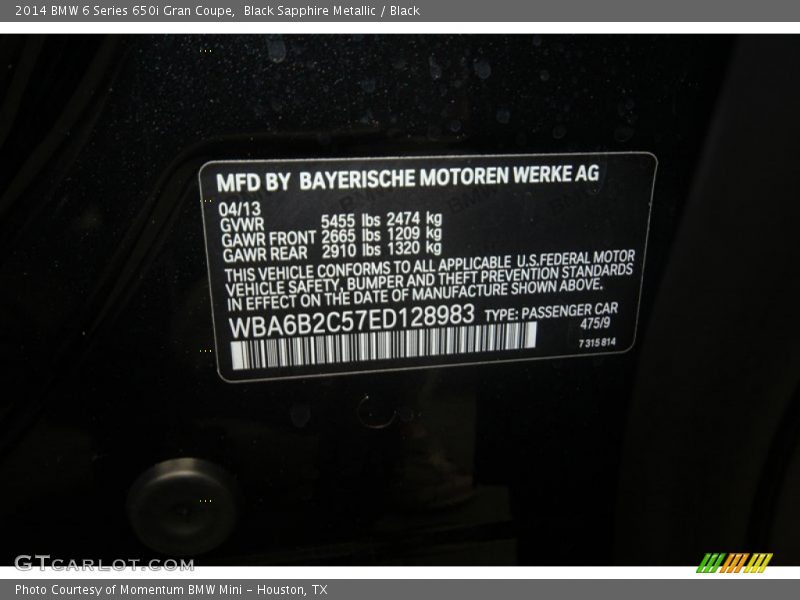 2014 BMW 6 Series 650i Gran Coupe, Black Sapphire Metallic / Black
MFD BY BAYERISCHE MOTOREN WERKE AG
04/13
GVWR 5455 lbs 2474 kg
GAWR FRONT 2665 lbs 1209 kg
GAWR REAR 2910 lbs 1320 kg
THIS VEHICLE CONFORMS TO ALL APPLICABLE U.S.FEDERAL MOTOR
VEHICLE SAFETY, BUMPER AND THEFT PREVENTION STANDARDS
IN EFFECT ON THE DATE OF MANUFACTURE SHOWN ABOVE.
WBA6B2C57ED128983 TYPE: PASSENGER CAR
475/9
7 315 814
GTCARLOT.COM
Photo Courtesy of Momentum BMW Mini - Houston, TX